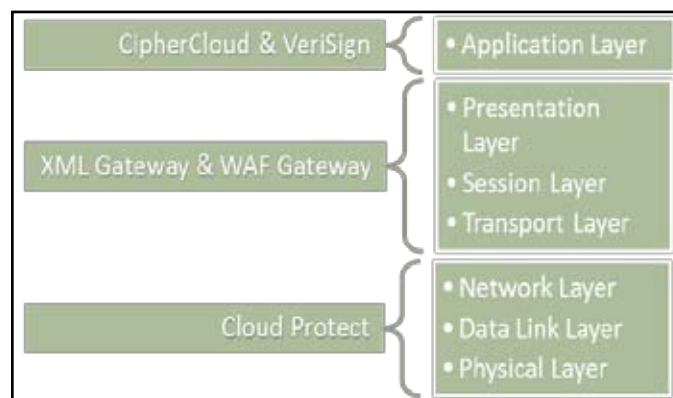 CipherCloud & VeriSign
• Application Layer
XML Gateway & WAF Gateway
• Presentation
Layer
• Session Layer
• Transport Layer
Cloud Protect
• Network Layer
• Data Link Layer
• Physical Layer